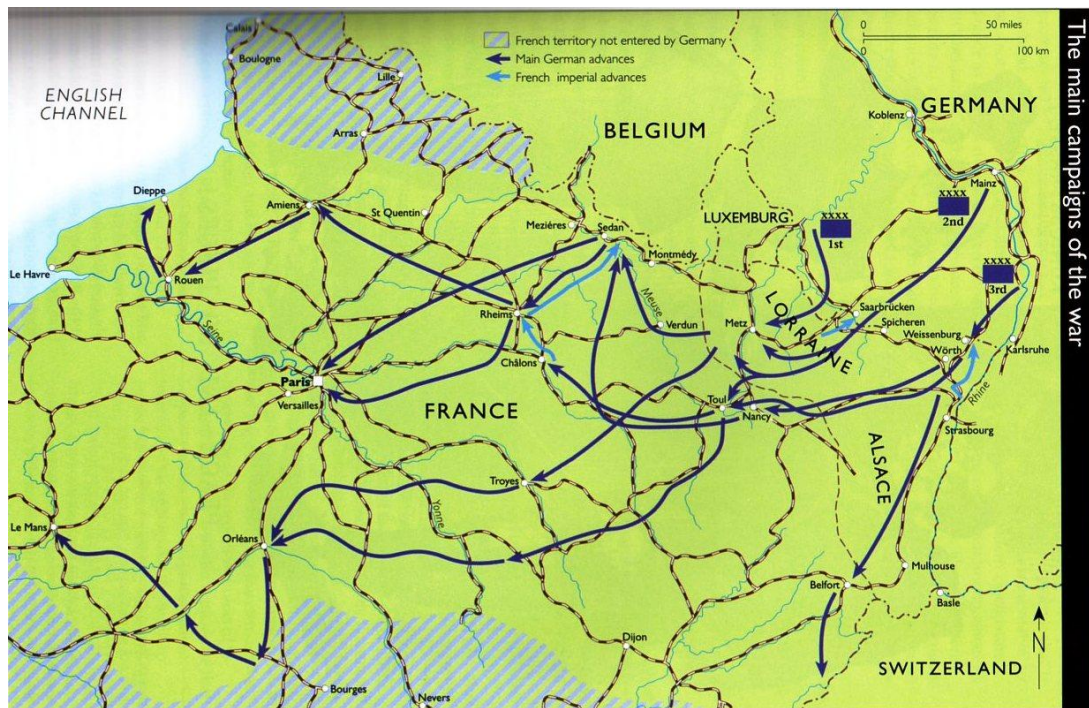 The main campaigns of the war
French territory not entered by Germany
Main German advances
French imperial advances
0
50 miles
0
100 km
ENGLISH
CHANNEL
BELGIUM
GERMANY
LUXEMBURG
LORRAINE
ALSACE
FRANCE
SWITZERLAND
Calais
Boulogne
Lille
Arras
Dieppe
Amiens
St Quentin
Meziéres
Sedan
Montmédy
Koblenz
Mainz
XXXX
1st
XXXX
2nd
XXXX
3rd
Le Havre
Rouen
Seine
Rheims
Meuse
Verdun
Metz
Saarbrücken
Spicheren
Weissenburg
Wörth
Karlsruhe
Rhine
Châlons
Paris
Versailles
Toul
Nancy
Strasbourg
Troyes
Yonne
Le Mans
Orléans
Mulhouse
Belfort
Basle
Dijon
Bourges
Nevers
N